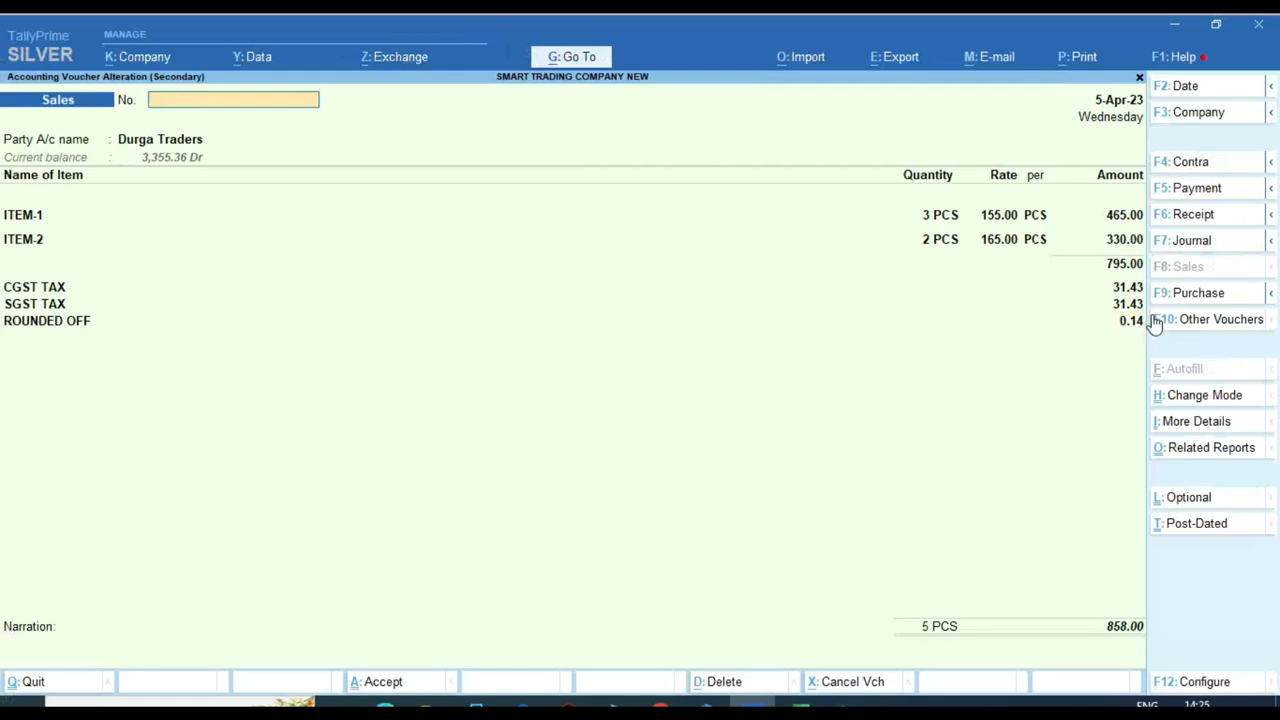 TallyPrime
MANAGE
SILVER
K: Company
Y: Data
Z: Exchange
G: Go To
O: Import
E: Export
M: E-mail
P: Print
F1: Help
Accounting Voucher Alteration (Secondary)
SMART TRADING COMPANY NEW
Sales
No.
5-Apr-23
Wednesday
Party A/c name : Durga Traders
Current balance : 3,355.36 Dr
Name of Item Quantity Rate per Amount
ITEM-1 3 PCS 155.00 PCS 465.00
ITEM-2 2 PCS 165.00 PCS 330.00
795.00
CGST TAX 31.43
SGST TAX 31.43
ROUNDED OFF 0.14
Narration: 5 PCS 858.00
F2: Date
F3: Company
F4: Contra
F5: Payment
F6: Receipt
F7: Journal
F8: Sales
F9: Purchase
F10: Other Vouchers
F: Autofill
H: Change Mode
I: More Details
O: Related Reports
L: Optional
T: Post-Dated
Q: Quit
A: Accept
D: Delete
X: Cancel Vch
F12: Configure
ENG
14:25